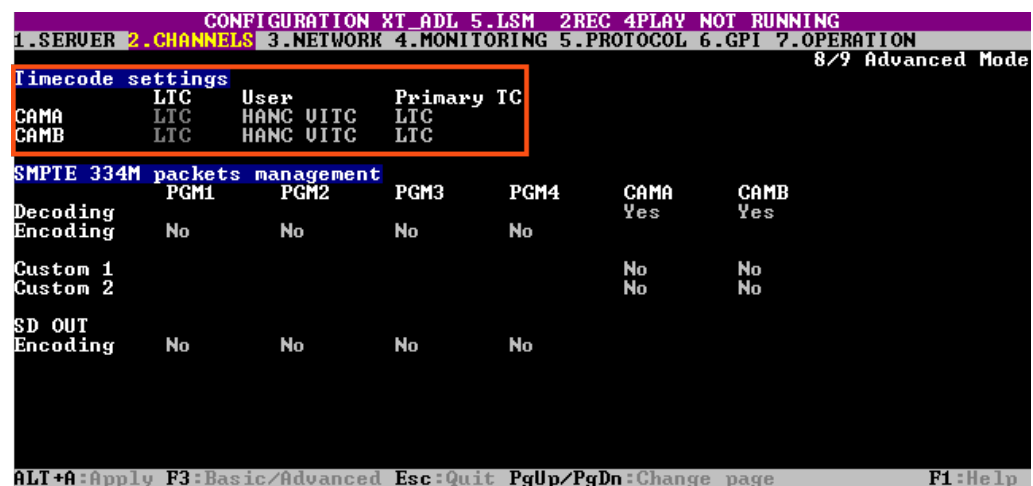 CONFIGURATION XT_ADL 5.LSM 2REC 4PLAY NOT RUNNING
1.SERVER 2.CHANNELS 3.NETWORK 4.MONITORING 5.PROTOCOL 6.GPI 7.OPERATION
8/9 Advanced Mode
Timecode settings
LTC User Primary TC
CAMA LTC HANC VITC LTC
CAMB LTC HANC VITC LTC
SMPTE 334M packets management
PGM1 PGM2 PGM3 PGM4 CAMA CAMB
Decoding Yes Yes
Encoding No No No No
Custom 1 No No
Custom 2 No No
SD OUT
Encoding No No No No
ALT+A:Apply F3:Basic/Advanced Esc:Quit PgUp/PgDn:Change page F1:Help